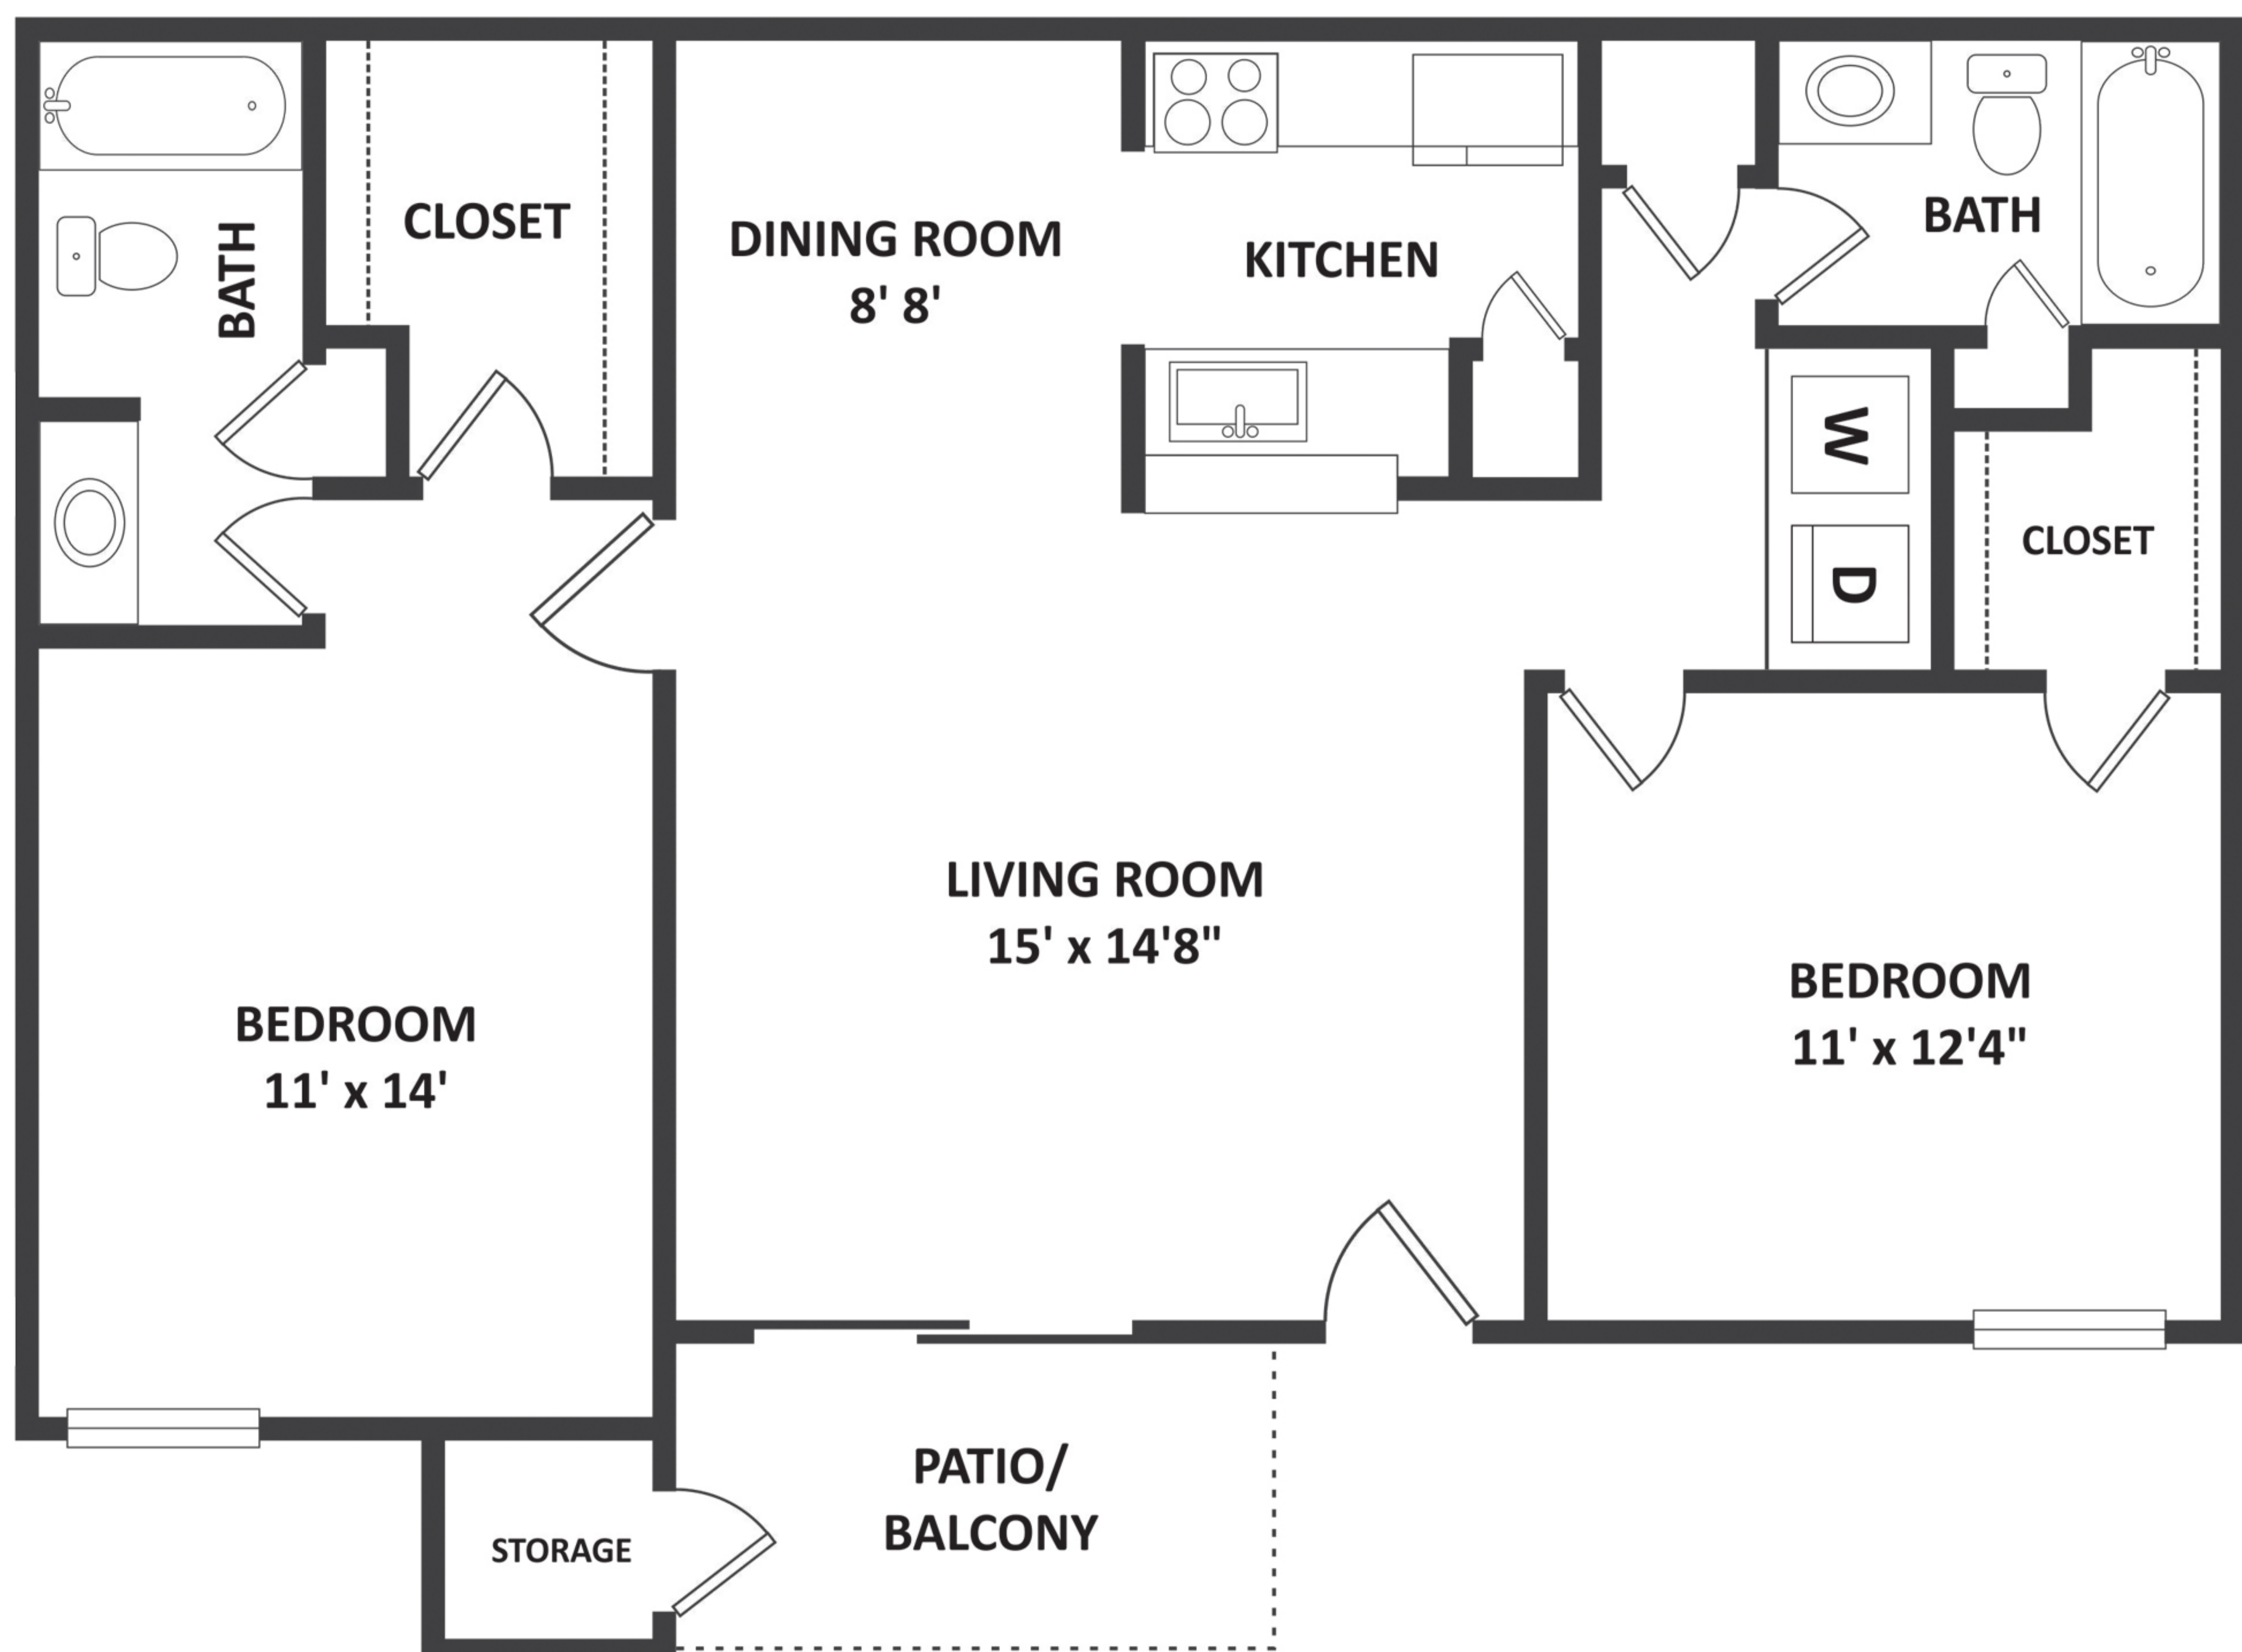 BATH
CLOSET
DINING ROOM
8' 8'
KITCHEN
BATH
W
D
CLOSET
LIVING ROOM
15' x 14'8"
BEDROOM
11' x 14'
BEDROOM
11' x 12'4"
PATIO/
BALCONY
STORAGE